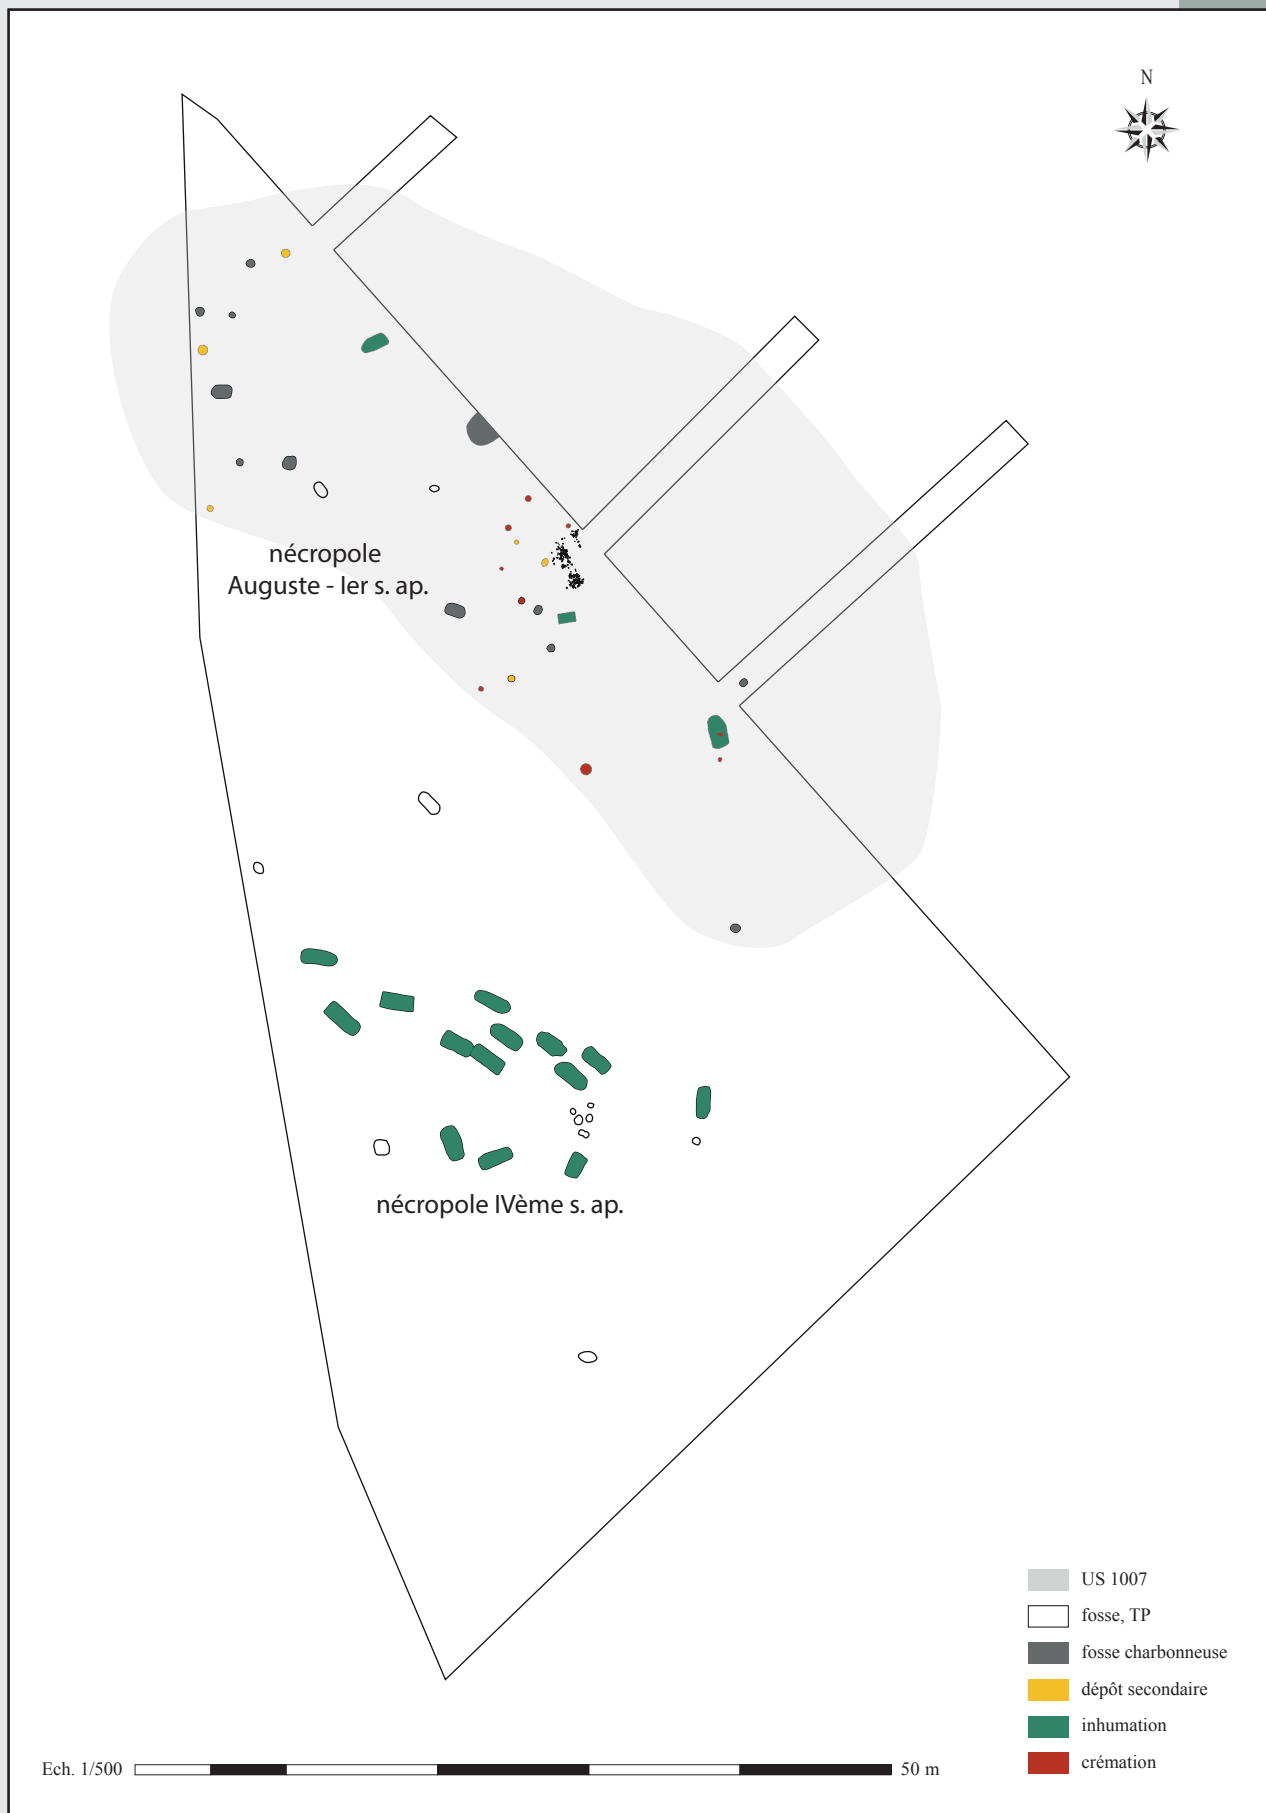 N
nécropole
Auguste - Ier s. ap.
nécropole IVème s. ap.
US 1007
fosse, TP
fosse charbonneuse
dépôt secondaire
inhumation
crémation
Ech. 1/500
50 m